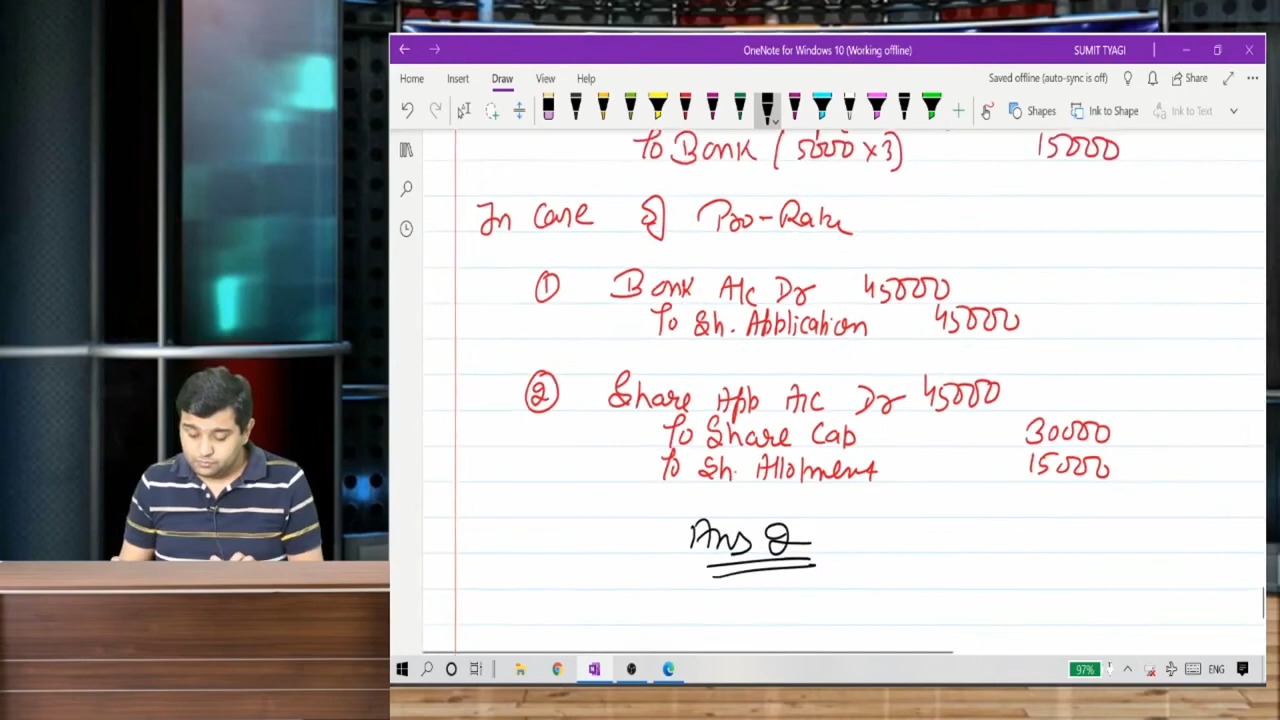 OneNote for Windows 10 (Working offline)
SUMIT TYAGI
Home Insert Draw View Help
Saved offline (auto-sync is off)
Share
Shapes
Ink to Shape
Ink to Text
To Bank ( 5000 x 3) 15000
In Case of Pro-Rata
① Bank A/c Dr 45000
To Sh. Application 45000
② Share App A/c Dr 45000
To Share Cap 30000
To Sh. Allotment 15000
Ans 2
97%
ENG